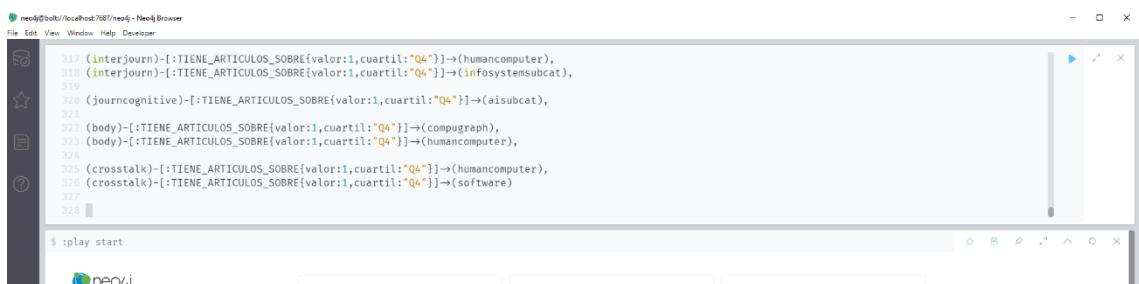 neo4j@bolt://localhost:7687/neo4j - Neo4j Browser
File Edit View Window Help Developer
317 (interjourn)-[:TIENE_ARTICULOS_SOBRE{valor:1,cuartil:"Q4"}]→(humancomputer),
318 (interjourn)-[:TIENE_ARTICULOS_SOBRE{valor:1,cuartil:"Q4"}]→(infosystemsubcat),
319
320 (journcognitive)-[:TIENE_ARTICULOS_SOBRE{valor:1,cuartil:"Q4"}]→(aisubcat),
321
322 (body)-[:TIENE_ARTICULOS_SOBRE{valor:1,cuartil:"Q4"}]→(compugraph),
323 (body)-[:TIENE_ARTICULOS_SOBRE{valor:1,cuartil:"Q4"}]→(humancomputer),
324
325 (crosstalk)-[:TIENE_ARTICULOS_SOBRE{valor:1,cuartil:"Q4"}]→(humancomputer),
326 (crosstalk)-[:TIENE_ARTICULOS_SOBRE{valor:1,cuartil:"Q4"}]→(software)
327
328
$ :play start
neo4j